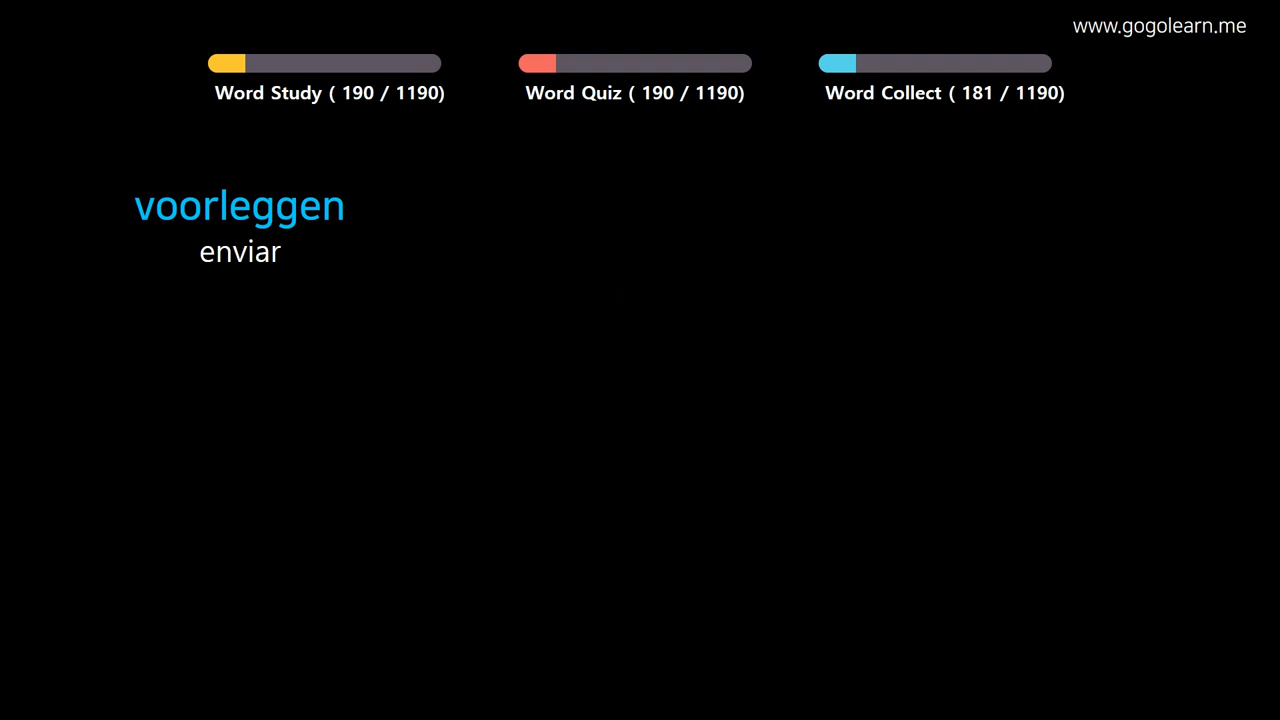 www.gogolearn.me
Word Study ( 190 / 1190)
Word Quiz ( 190 / 1190)
Word Collect ( 181 / 1190)
voorleggen
enviar